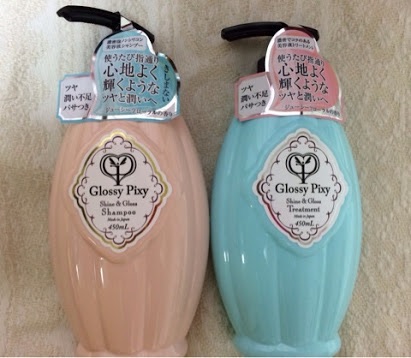 使うたび指通り
心地よく
輝くような
ツヤと潤いへ
ツヤ
潤い不足
パサつき
Glossy Pixy
Shine & Gloss
Shampoo
Made in Japan
450mL
使うたび指通り
心地よく
輝くような
ツヤと潤いへ
ツヤ
潤い不足
パサつき
Glossy Pixy
Shine & Gloss
Treatment
Made in Japan
450mL